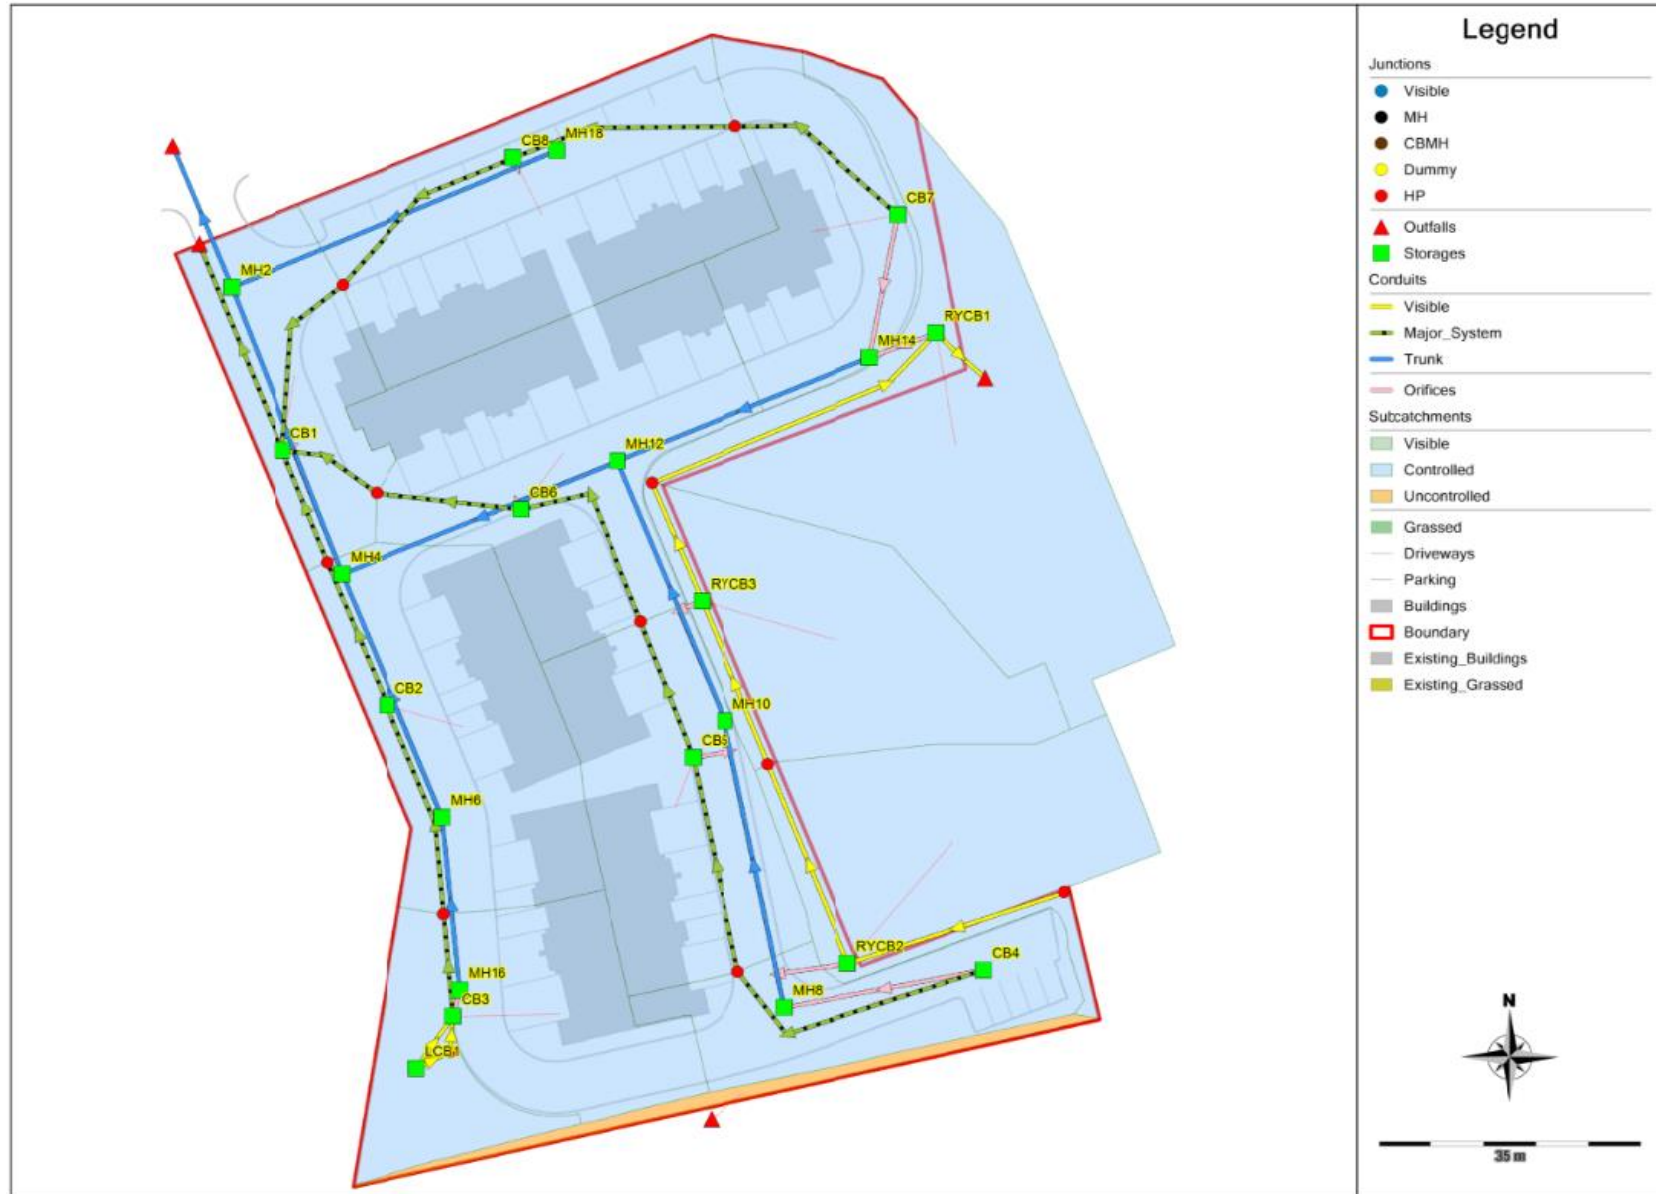 CB8
MH18
CB7
MH2
RYCB1
MH14
CB1
MH12
CB6
MH4
RYCB3
CB2
MH10
CB5
MH6
RYCB2
CB4
MH16
MH8
CB3
LCB1
Legend
Junctions
Visible
MH
CBMH
Dummy
HP
Outfalls
Storages
Conduits
Visible
Major_System
Trunk
Orifices
Subcatchments
Visible
Controlled
Uncontrolled
Grassed
Driveways
Parking
Buildings
Boundary
Existing_Buildings
Existing_Grassed
N
35 m